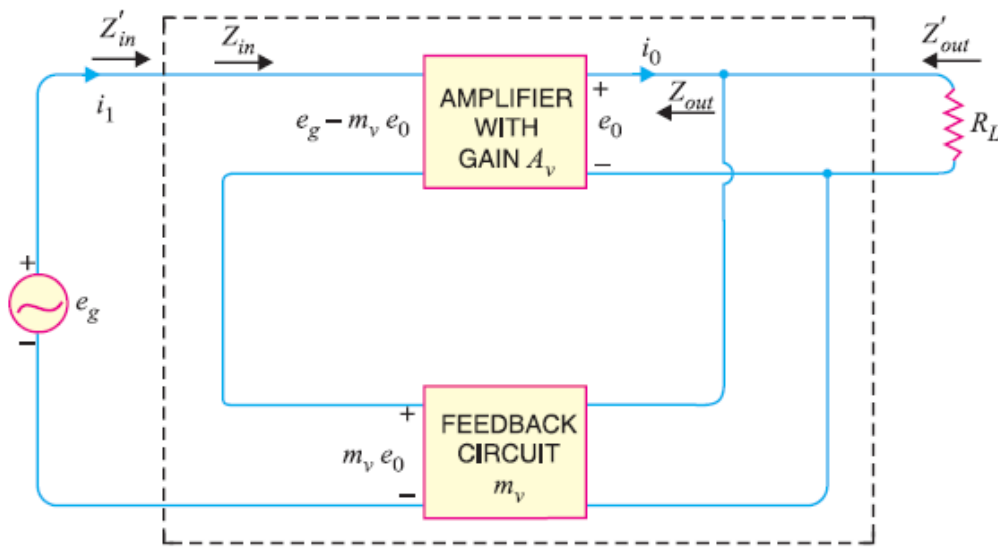 Z'in
Zin
i1
i0
Z'out
AMPLIFIER
WITH
GAIN Av
eg – mv e0
+
e0
–
Zout
RL
+
eg
–
+
mv e0
–
FEEDBACK
CIRCUIT
mv